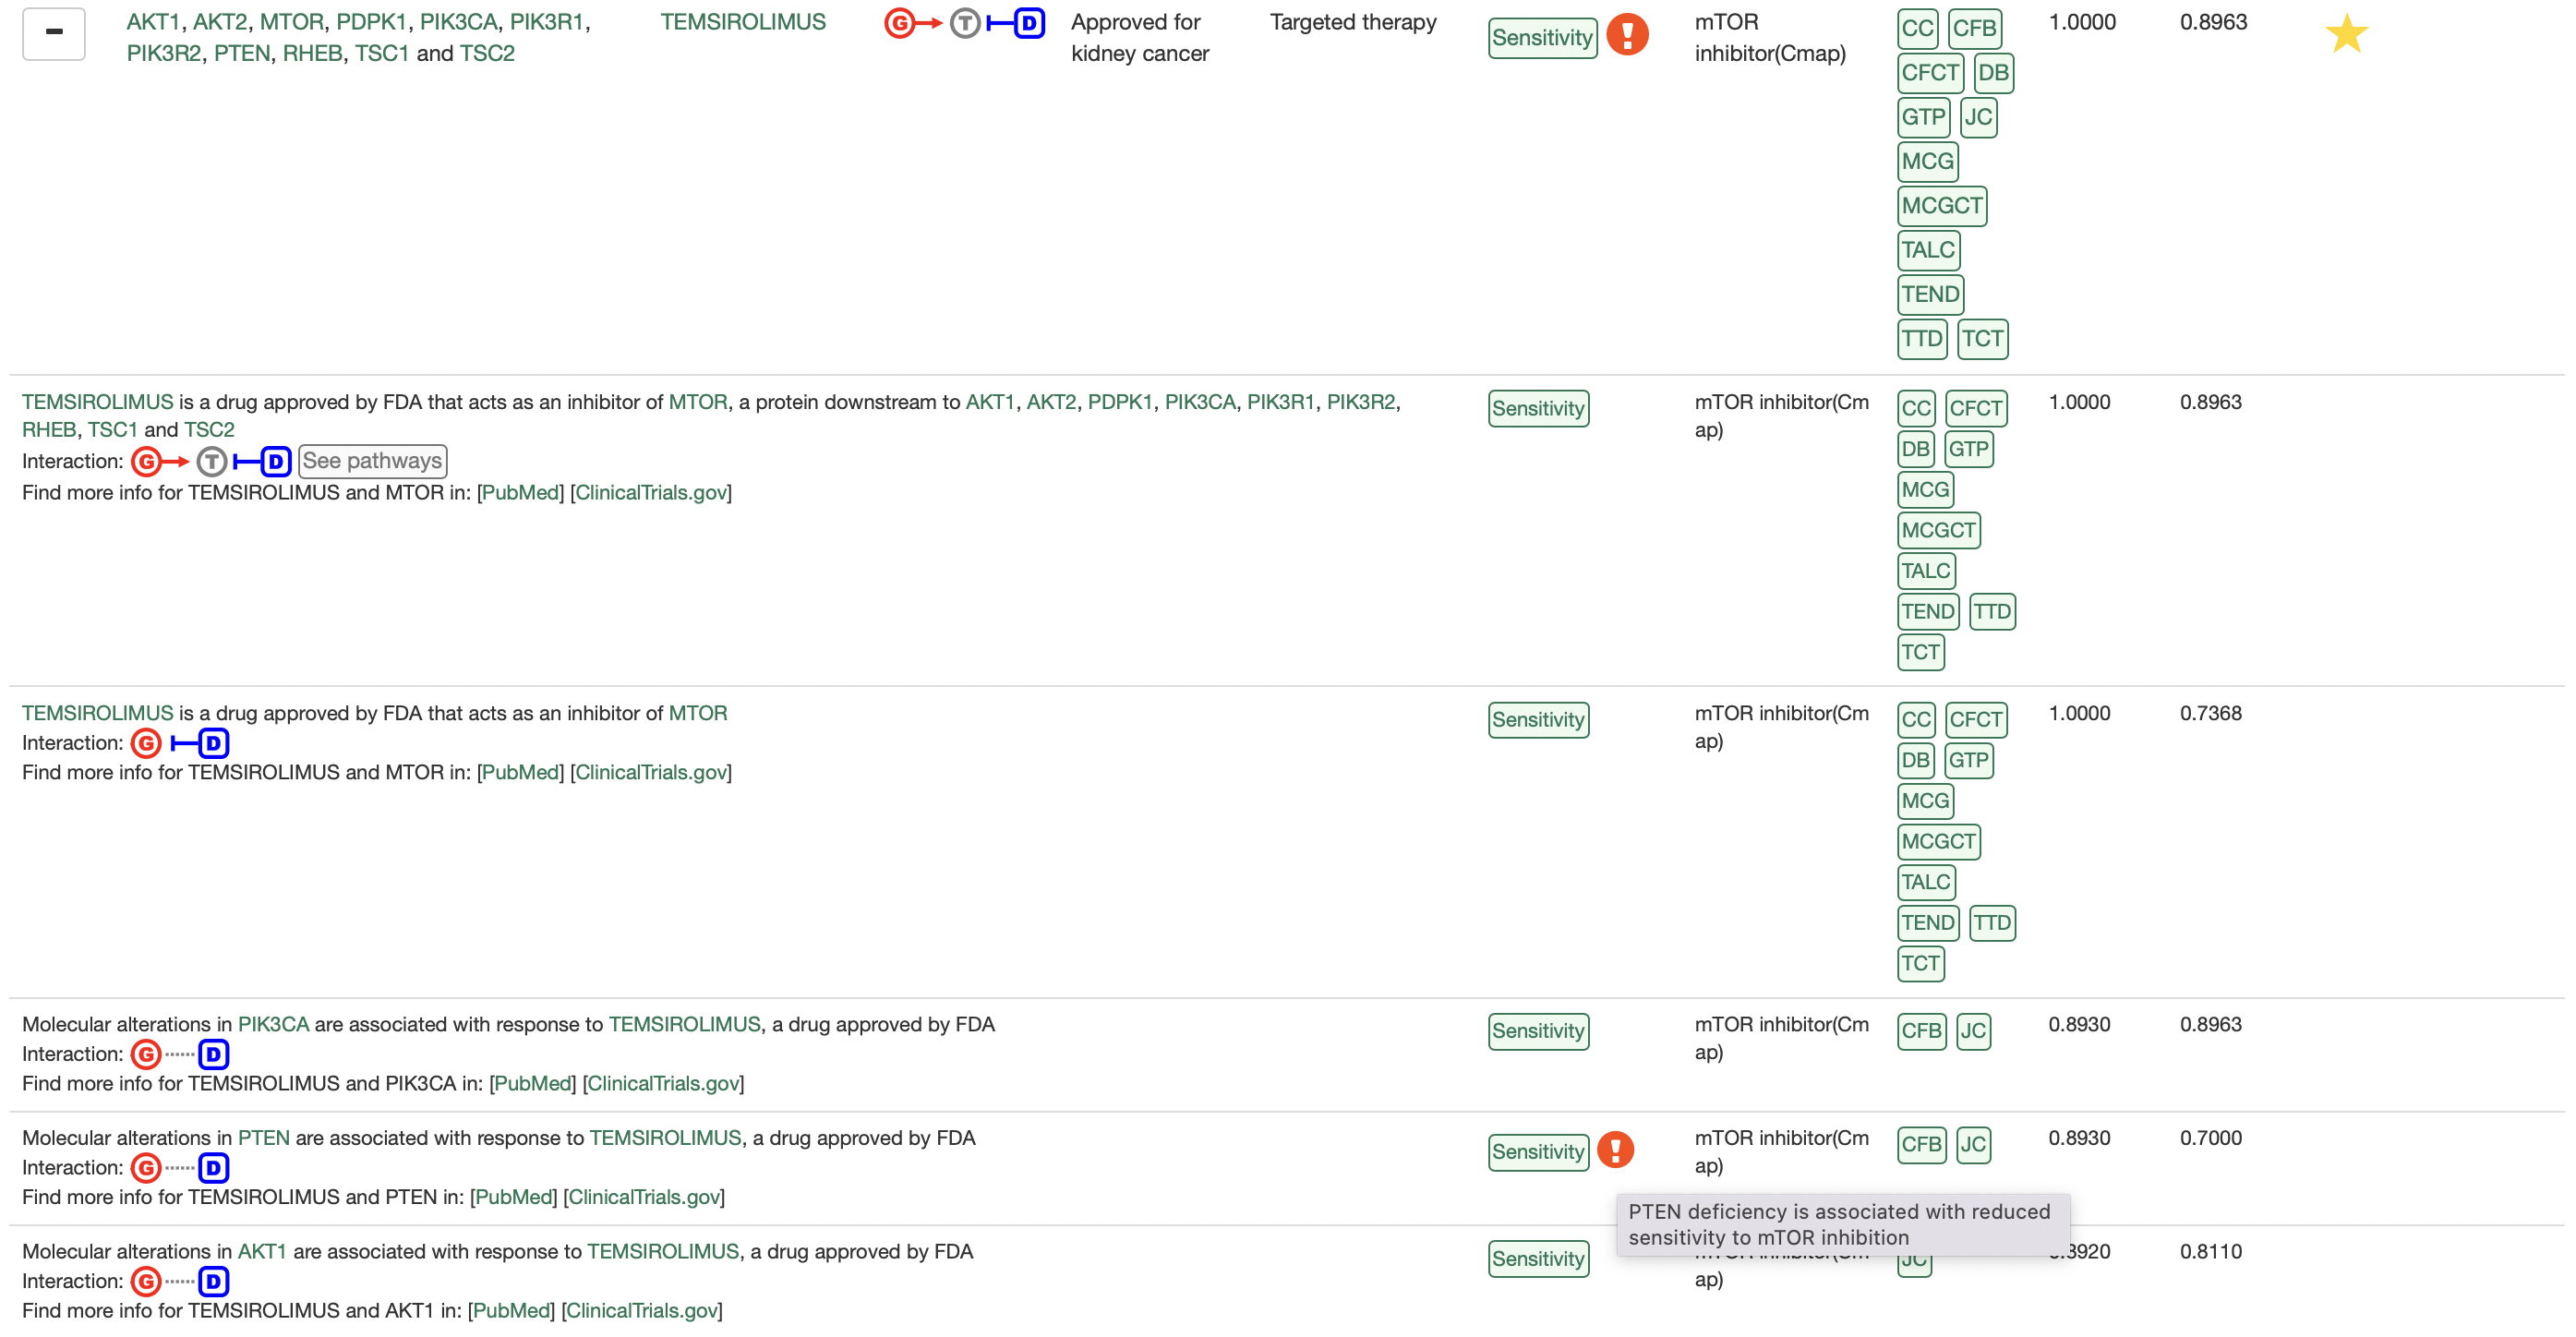 AKT1, AKT2, MTOR, PDPK1, PIK3CA, PIK3R1,
PIK3R2, PTEN, RHEB, TSC1 and TSC2
TEMSIROLIMUS
G T D
Approved for
kidney cancer
Targeted therapy
Sensitivity !
mTOR
inhibitor(Cmap)
CC CFB
CFCT DB
GTP JC
MCG
MCGCT
TALC
TEND
TTD TCT
1.0000
0.8963
TEMSIROLIMUS is a drug approved by FDA that acts as an inhibitor of MTOR, a protein downstream to AKT1, AKT2, PDPK1, PIK3CA, PIK3R1, PIK3R2,
RHEB, TSC1 and TSC2
Interaction: G T D See pathways
Find more info for TEMSIROLIMUS and MTOR in: [PubMed] [ClinicalTrials.gov]
Sensitivity
mTOR inhibitor(Cm
ap)
CC CFCT
DB GTP
MCG
MCGCT
TALC
TEND TTD
TCT
1.0000
0.8963
TEMSIROLIMUS is a drug approved by FDA that acts as an inhibitor of MTOR
Interaction: G D
Find more info for TEMSIROLIMUS and MTOR in: [PubMed] [ClinicalTrials.gov]
Sensitivity
mTOR inhibitor(Cm
ap)
CC CFCT
DB GTP
MCG
MCGCT
TALC
TEND TTD
TCT
1.0000
0.7368
Molecular alterations in PIK3CA are associated with response to TEMSIROLIMUS, a drug approved by FDA
Interaction: G D
Find more info for TEMSIROLIMUS and PIK3CA in: [PubMed] [ClinicalTrials.gov]
Sensitivity
mTOR inhibitor(Cm
ap)
CFB JC
0.8930
0.8963
Molecular alterations in PTEN are associated with response to TEMSIROLIMUS, a drug approved by FDA
Interaction: G D
Find more info for TEMSIROLIMUS and PTEN in: [PubMed] [ClinicalTrials.gov]
Sensitivity !
mTOR inhibitor(Cm
ap)
CFB JC
0.8930
0.7000
PTEN deficiency is associated with reduced
sensitivity to mTOR inhibition
Molecular alterations in AKT1 are associated with response to TEMSIROLIMUS, a drug approved by FDA
Interaction: G D
Find more info for TEMSIROLIMUS and AKT1 in: [PubMed] [ClinicalTrials.gov]
Sensitivity
mTOR inhibitor(Cm
ap)
JC
0.8920
0.8110